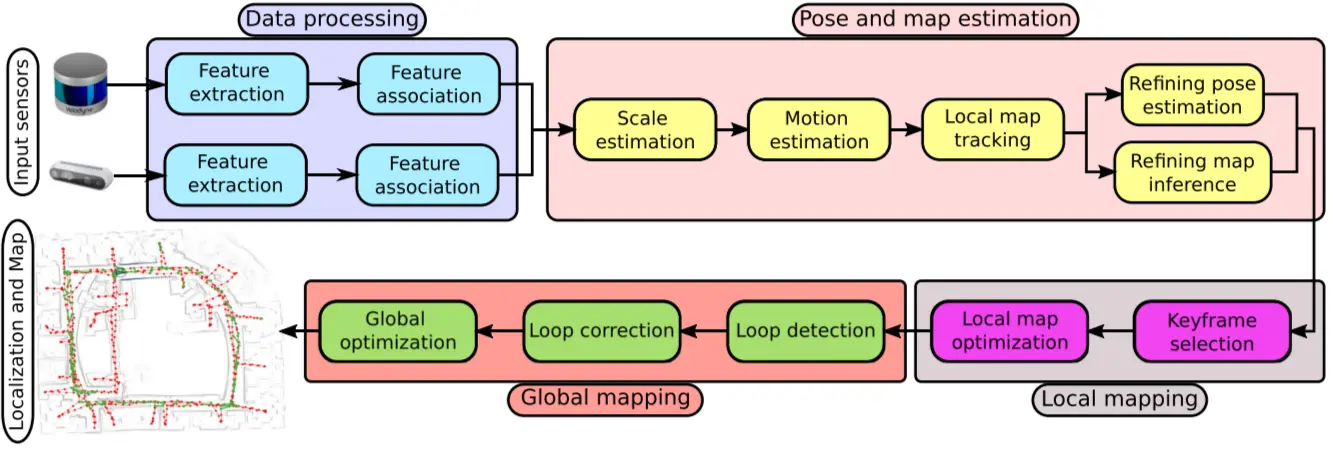 Data processing
Pose and map estimation
Input sensors
Velodyne
Feature
extraction
Feature
association
Feature
extraction
Feature
association
Scale
estimation
Motion
estimation
Local map
tracking
Refining pose
estimation
Refining map
inference
Localization and Map
Global
optimization
Loop correction
Loop detection
Local map
optimization
Keyframe
selection
Global mapping
Local mapping